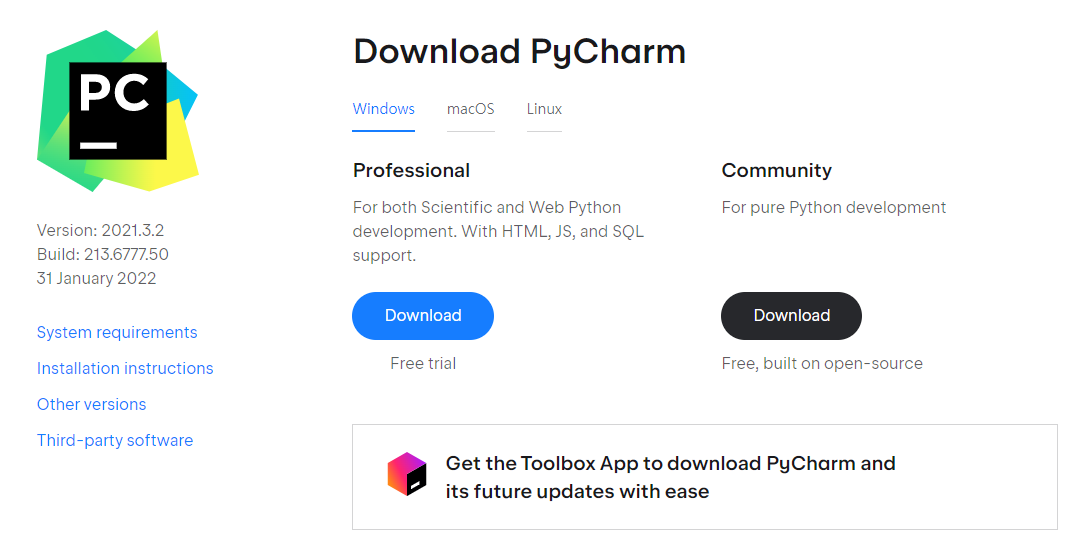 PC
Version: 2021.3.2
Build: 213.6777.50
31 January 2022
System requirements
Installation instructions
Other versions
Third-party software
Download PyCharm
Windows
macOS
Linux
Professional
For both Scientific and Web Python
development. With HTML, JS, and SQL
support.
Download
Free trial
Community
For pure Python development
Download
Free, built on open-source
Get the Toolbox App to download PyCharm and
its future updates with ease